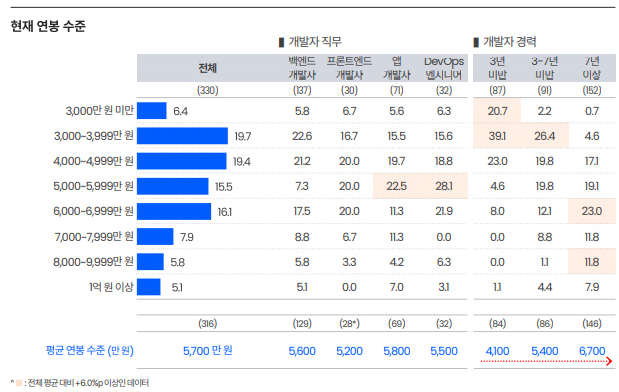 현재 연봉 수준
개발자 직무 개발자 경력
전체 백엔드 개발사 프론트엔드 개발사 앱 개발사 DevOps 엔시니어 3년 미반 3-7년 미반 7년 이상
(330) (137) (30) (71) (32) (87) (91) (152)
3,000만 원 미만 6.4 5.8 6.7 5.6 6.3 20.7 2.2 0.7
3,000~3,999만 원 19.7 22.6 16.7 15.5 15.6 39.1 26.4 4.6
4,000~4,999만 원 19.4 21.2 20.0 19.7 18.8 23.0 19.8 17.1
5,000~5,999만 원 15.5 7.3 20.0 22.5 28.1 4.6 19.8 19.1
6,000~6,999만 원 16.1 17.5 20.0 11.3 21.9 8.0 12.1 23.0
7,000~7,999만 원 7.9 8.8 6.7 11.3 0.0 0.0 8.8 11.8
8,000~9,999만 원 5.8 5.8 3.3 4.2 6.3 0.0 1.1 11.8
1억 원 이상 5.1 5.1 0.0 7.0 3.1 1.1 4.4 7.9
(316) (129) (28*) (69) (32) (84) (86) (146)
평균 연봉 수준 (만 원) 5,700 만 원 5,600 5,200 5,800 5,500 4,100 5,400 6,700
^ : 전체 평균 대비 +6.0%p 이상인 데이터